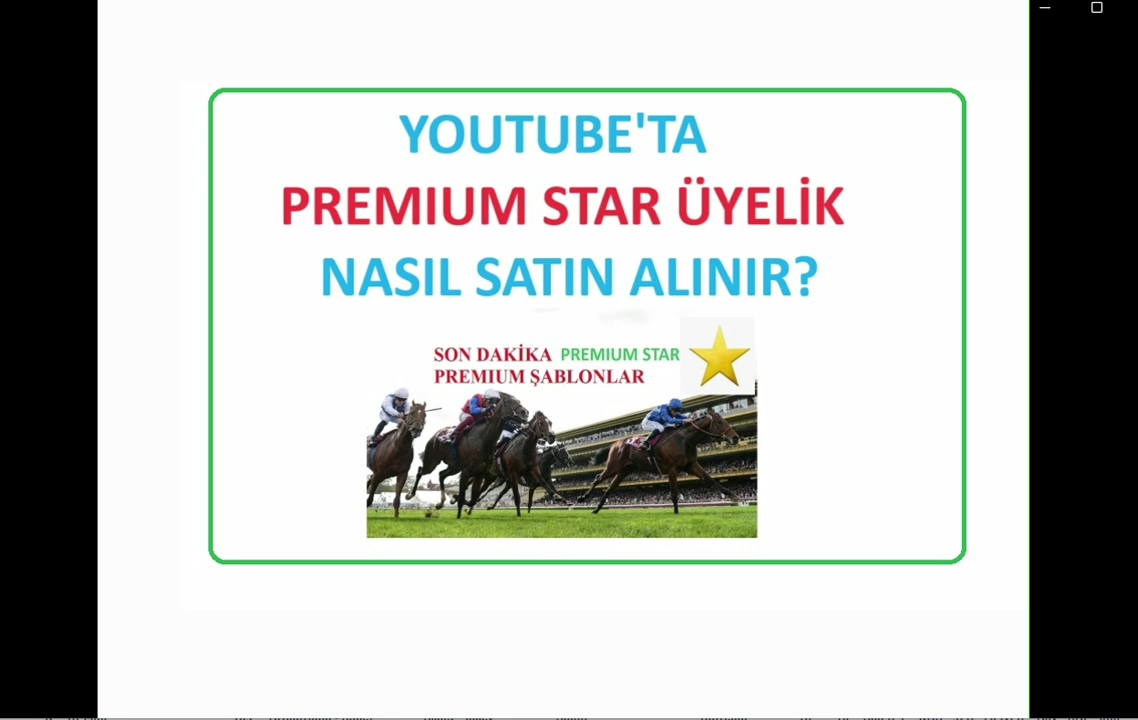 YOUTUBE'TA
PREMIUM STAR ÜYELİK
NASIL SATIN ALINIR?
SON DAKİKA PREMIUM STAR
PREMIUM ŞABLONLAR